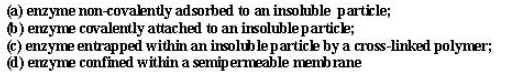 (a) enzyme non-covalently adsorbed to an insoluble particle;
(b) enzyme covalently attached to an insoluble particle;
(c) enzyme entrapped within an insoluble particle by a cross-linked polymer;
(d) enzyme confined within a semipermeable membrane